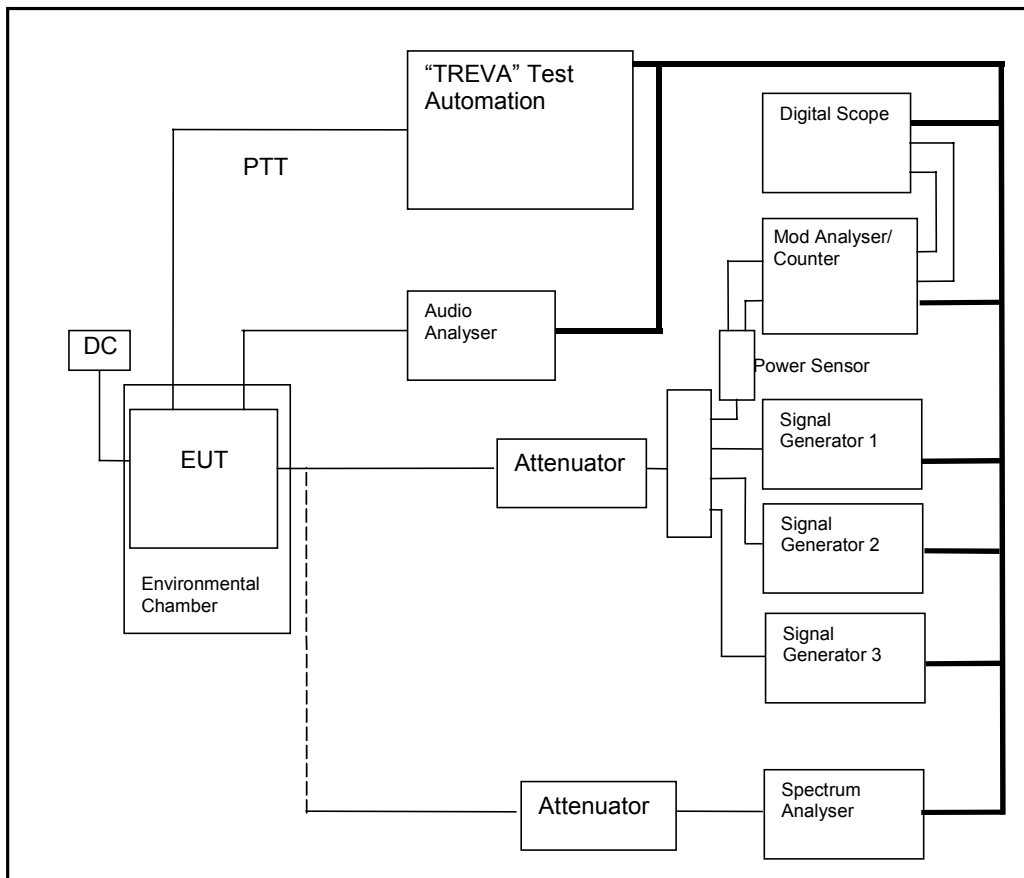 “TREVA” Test
Automation
Digital Scope
PTT
Mod Analyser/
Counter
Audio
Analyser
DC
Power Sensor
EUT
Attenuator
Signal
Generator 1
Signal
Generator 2
Environmental
Chamber
Signal
Generator 3
Attenuator
Spectrum
Analyser